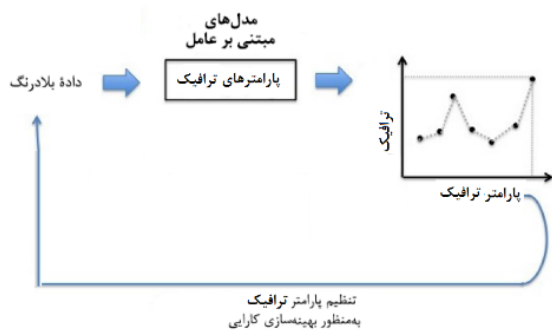 مدل‌های
مبتنی بر عامل
دادهٔ بلادرنگ
پارامترهای ترافیک
ترافیک
پارامتر ترافیک
تنظیم پارامتر ترافیک
به‌منظور بهینه‌سازی کارایی